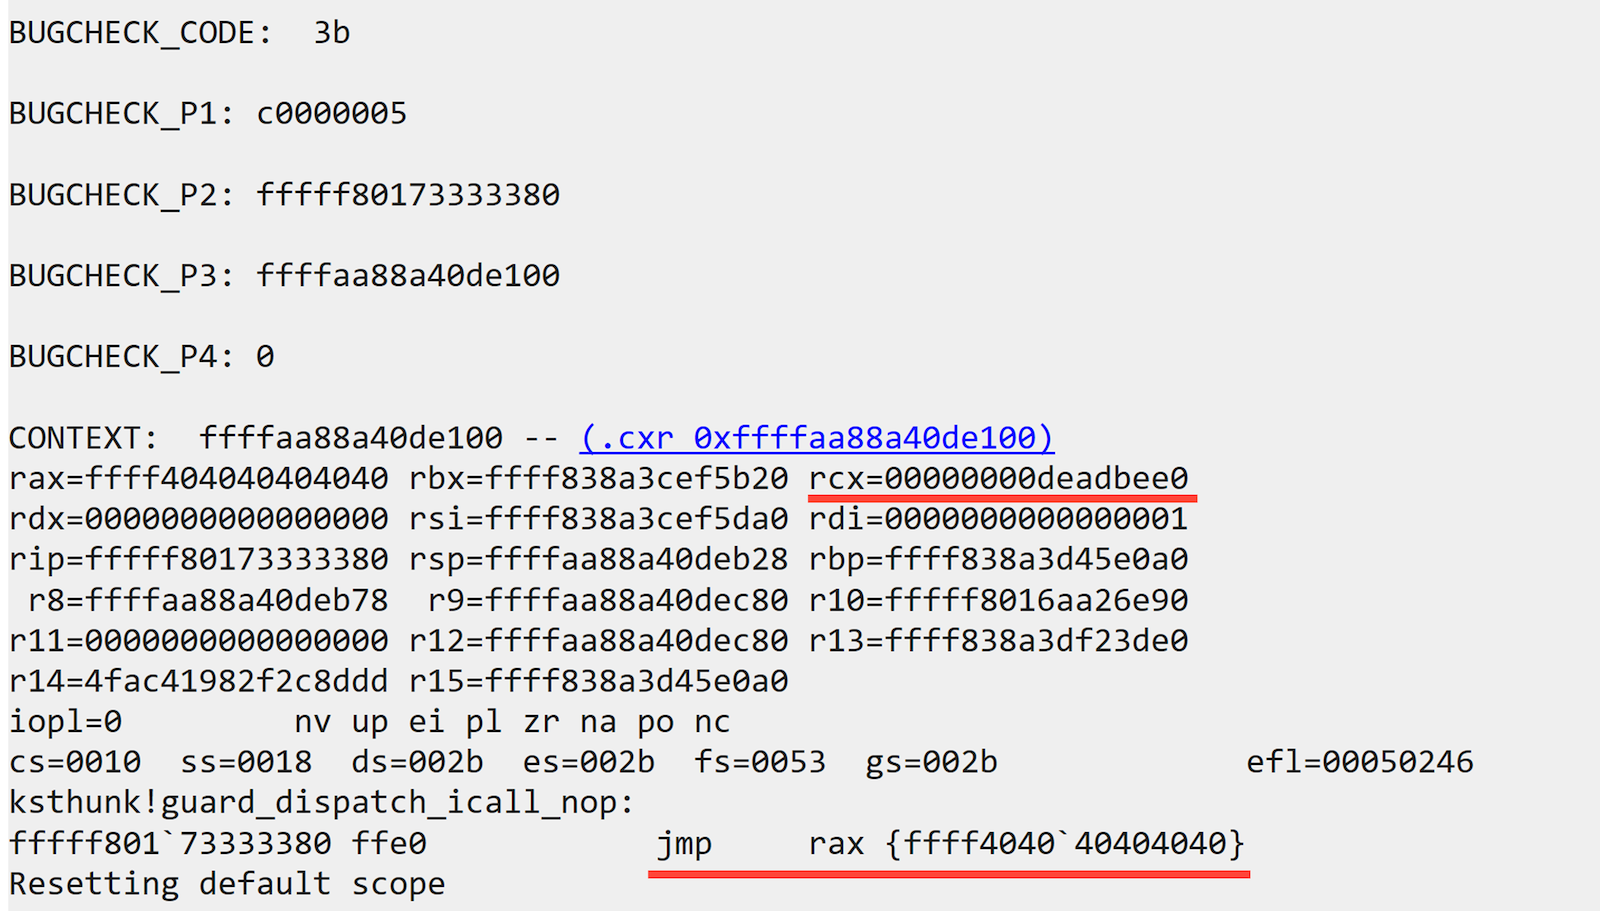 BUGCHECK_CODE:  3b
BUGCHECK_P1: c0000005
BUGCHECK_P2: fffff80173333380
BUGCHECK_P3: ffffaa88a40de100
BUGCHECK_P4: 0
CONTEXT:  ffffaa88a40de100 -- (.cxr 0xffffaa88a40de100)
rax=ffff404040404040 rbx=ffff838a3cef5b20 rcx=00000000deadbee0
rdx=0000000000000000 rsi=ffff838a3cef5da0 rdi=0000000000000001
rip=fffff80173333380 rsp=ffffaa88a40deb28 rbp=ffff838a3d45e0a0
 r8=ffffaa88a40deb78  r9=ffffaa88a40dec80 r10=fffff8016aa26e90
r11=0000000000000000 r12=ffffaa88a40dec80 r13=ffff838a3df23de0
r14=4fac41982f2c8ddd r15=ffff838a3d45e0a0
iopl=0         nv up ei pl zr na po nc
cs=0010  ss=0018  ds=002b  es=002b  fs=0053  gs=002b             efl=00050246
ksthunk!guard_dispatch_icall_nop:
fffff801`73333380 ffe0            jmp     rax {ffff4040`40404040}
Resetting default scope